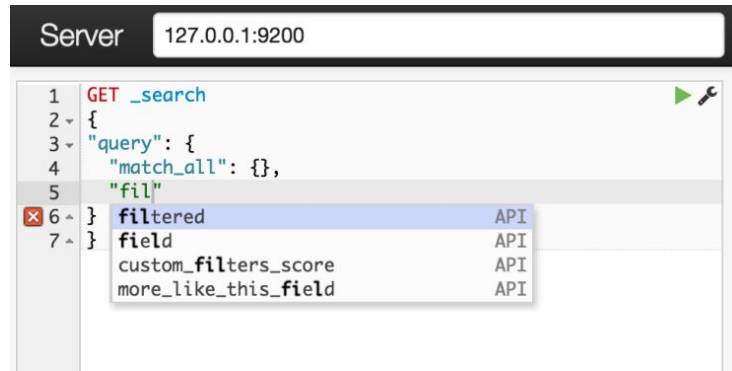 Server 127.0.0.1:9200
1 GET _search
2 {
3 "query": {
4 "match_all": {},
5 "fil"
6 }
7 }
filtered API
field API
custom_filters_score API
more_like_this_field API